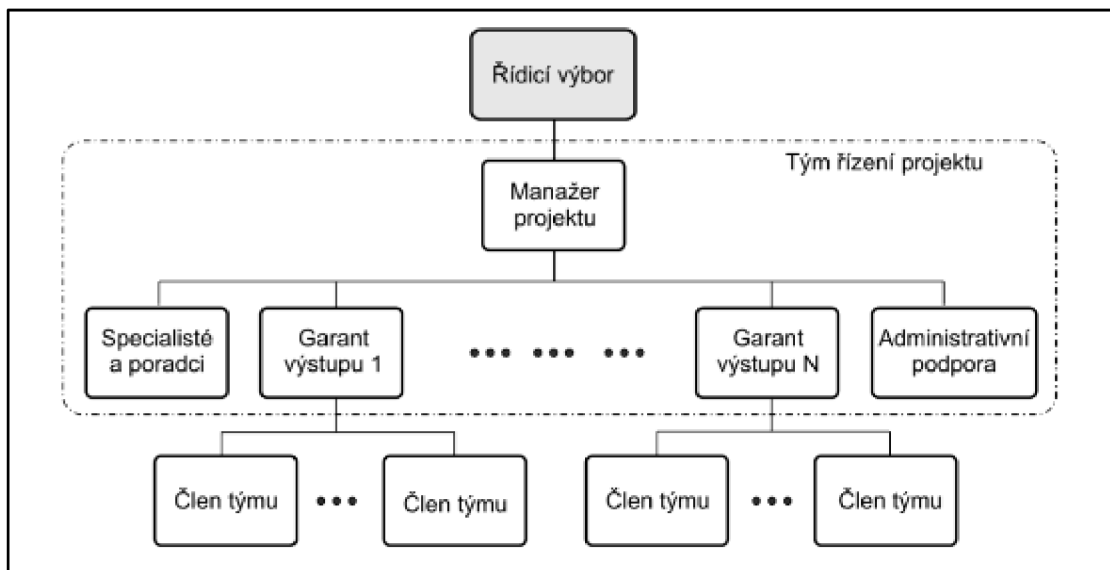 Řídicí výbor
Tým řízení projektu
Manažer
projektu
Specialisté
a poradci
Garant
výstupu 1
Garant
výstupu N
Administrativní
podpora
Člen týmu
Člen týmu
Člen týmu
Člen týmu